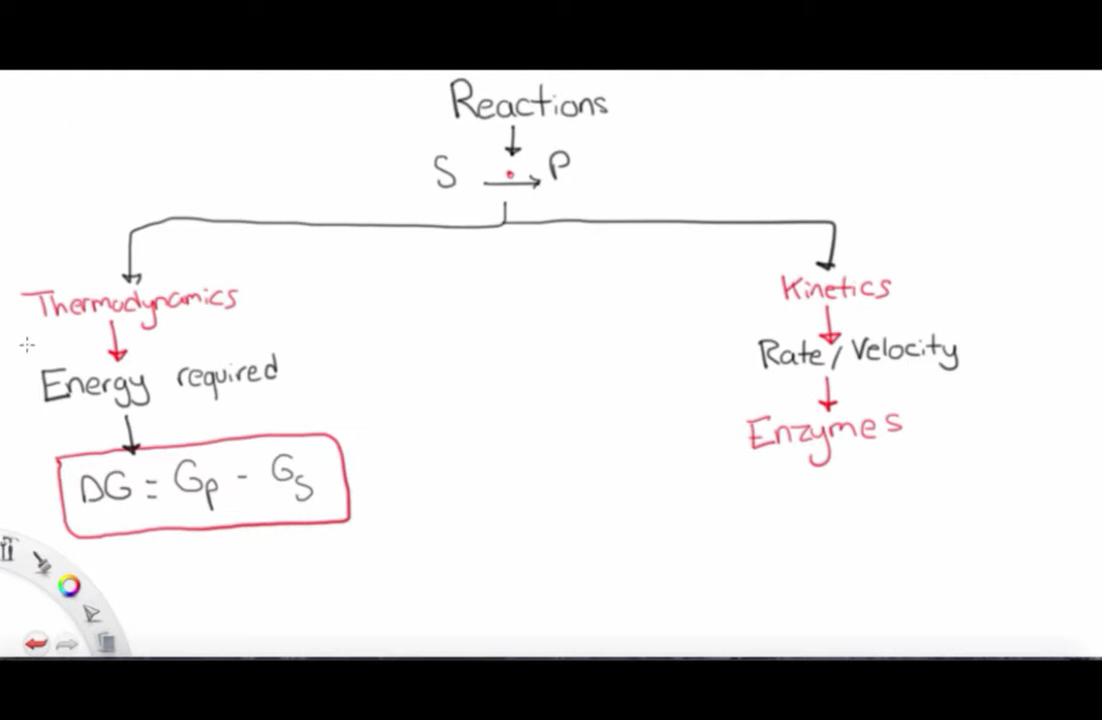 Reactions
S → P
Thermodynamics
Kinetics
Energy required
Rate/Velocity
Enzymes
DG = Gp - Gs